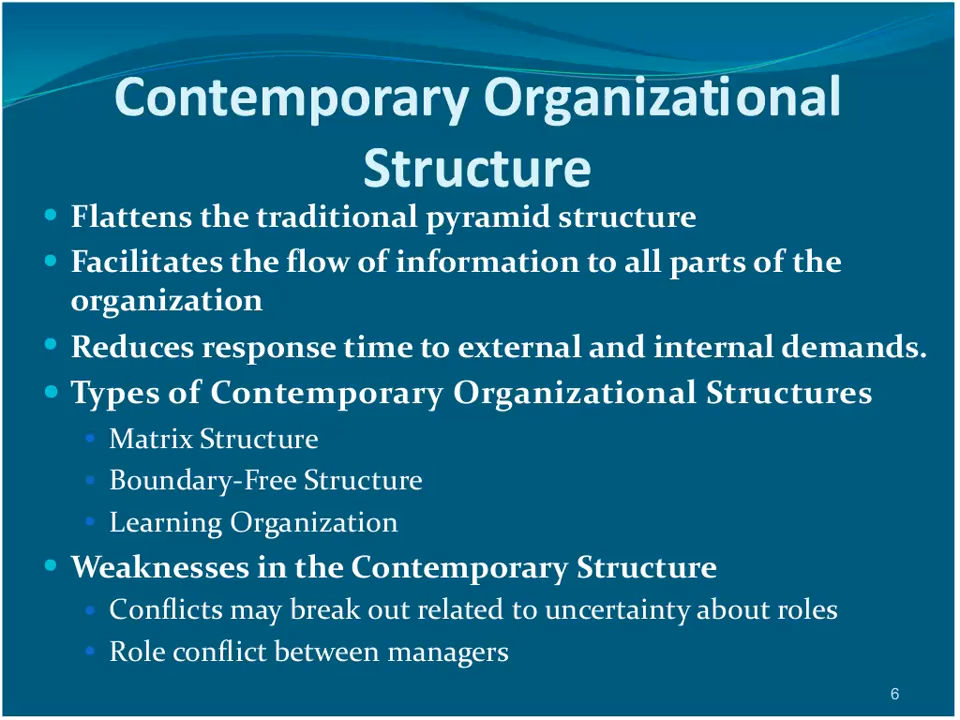 Contemporary Organizational
Structure
• Flattens the traditional pyramid structure
• Facilitates the flow of information to all parts of the
organization
• Reduces response time to external and internal demands.
• Types of Contemporary Organizational Structures
• Matrix Structure
• Boundary-Free Structure
• Learning Organization
• Weaknesses in the Contemporary Structure
• Conflicts may break out related to uncertainty about roles
• Role conflict between managers
6